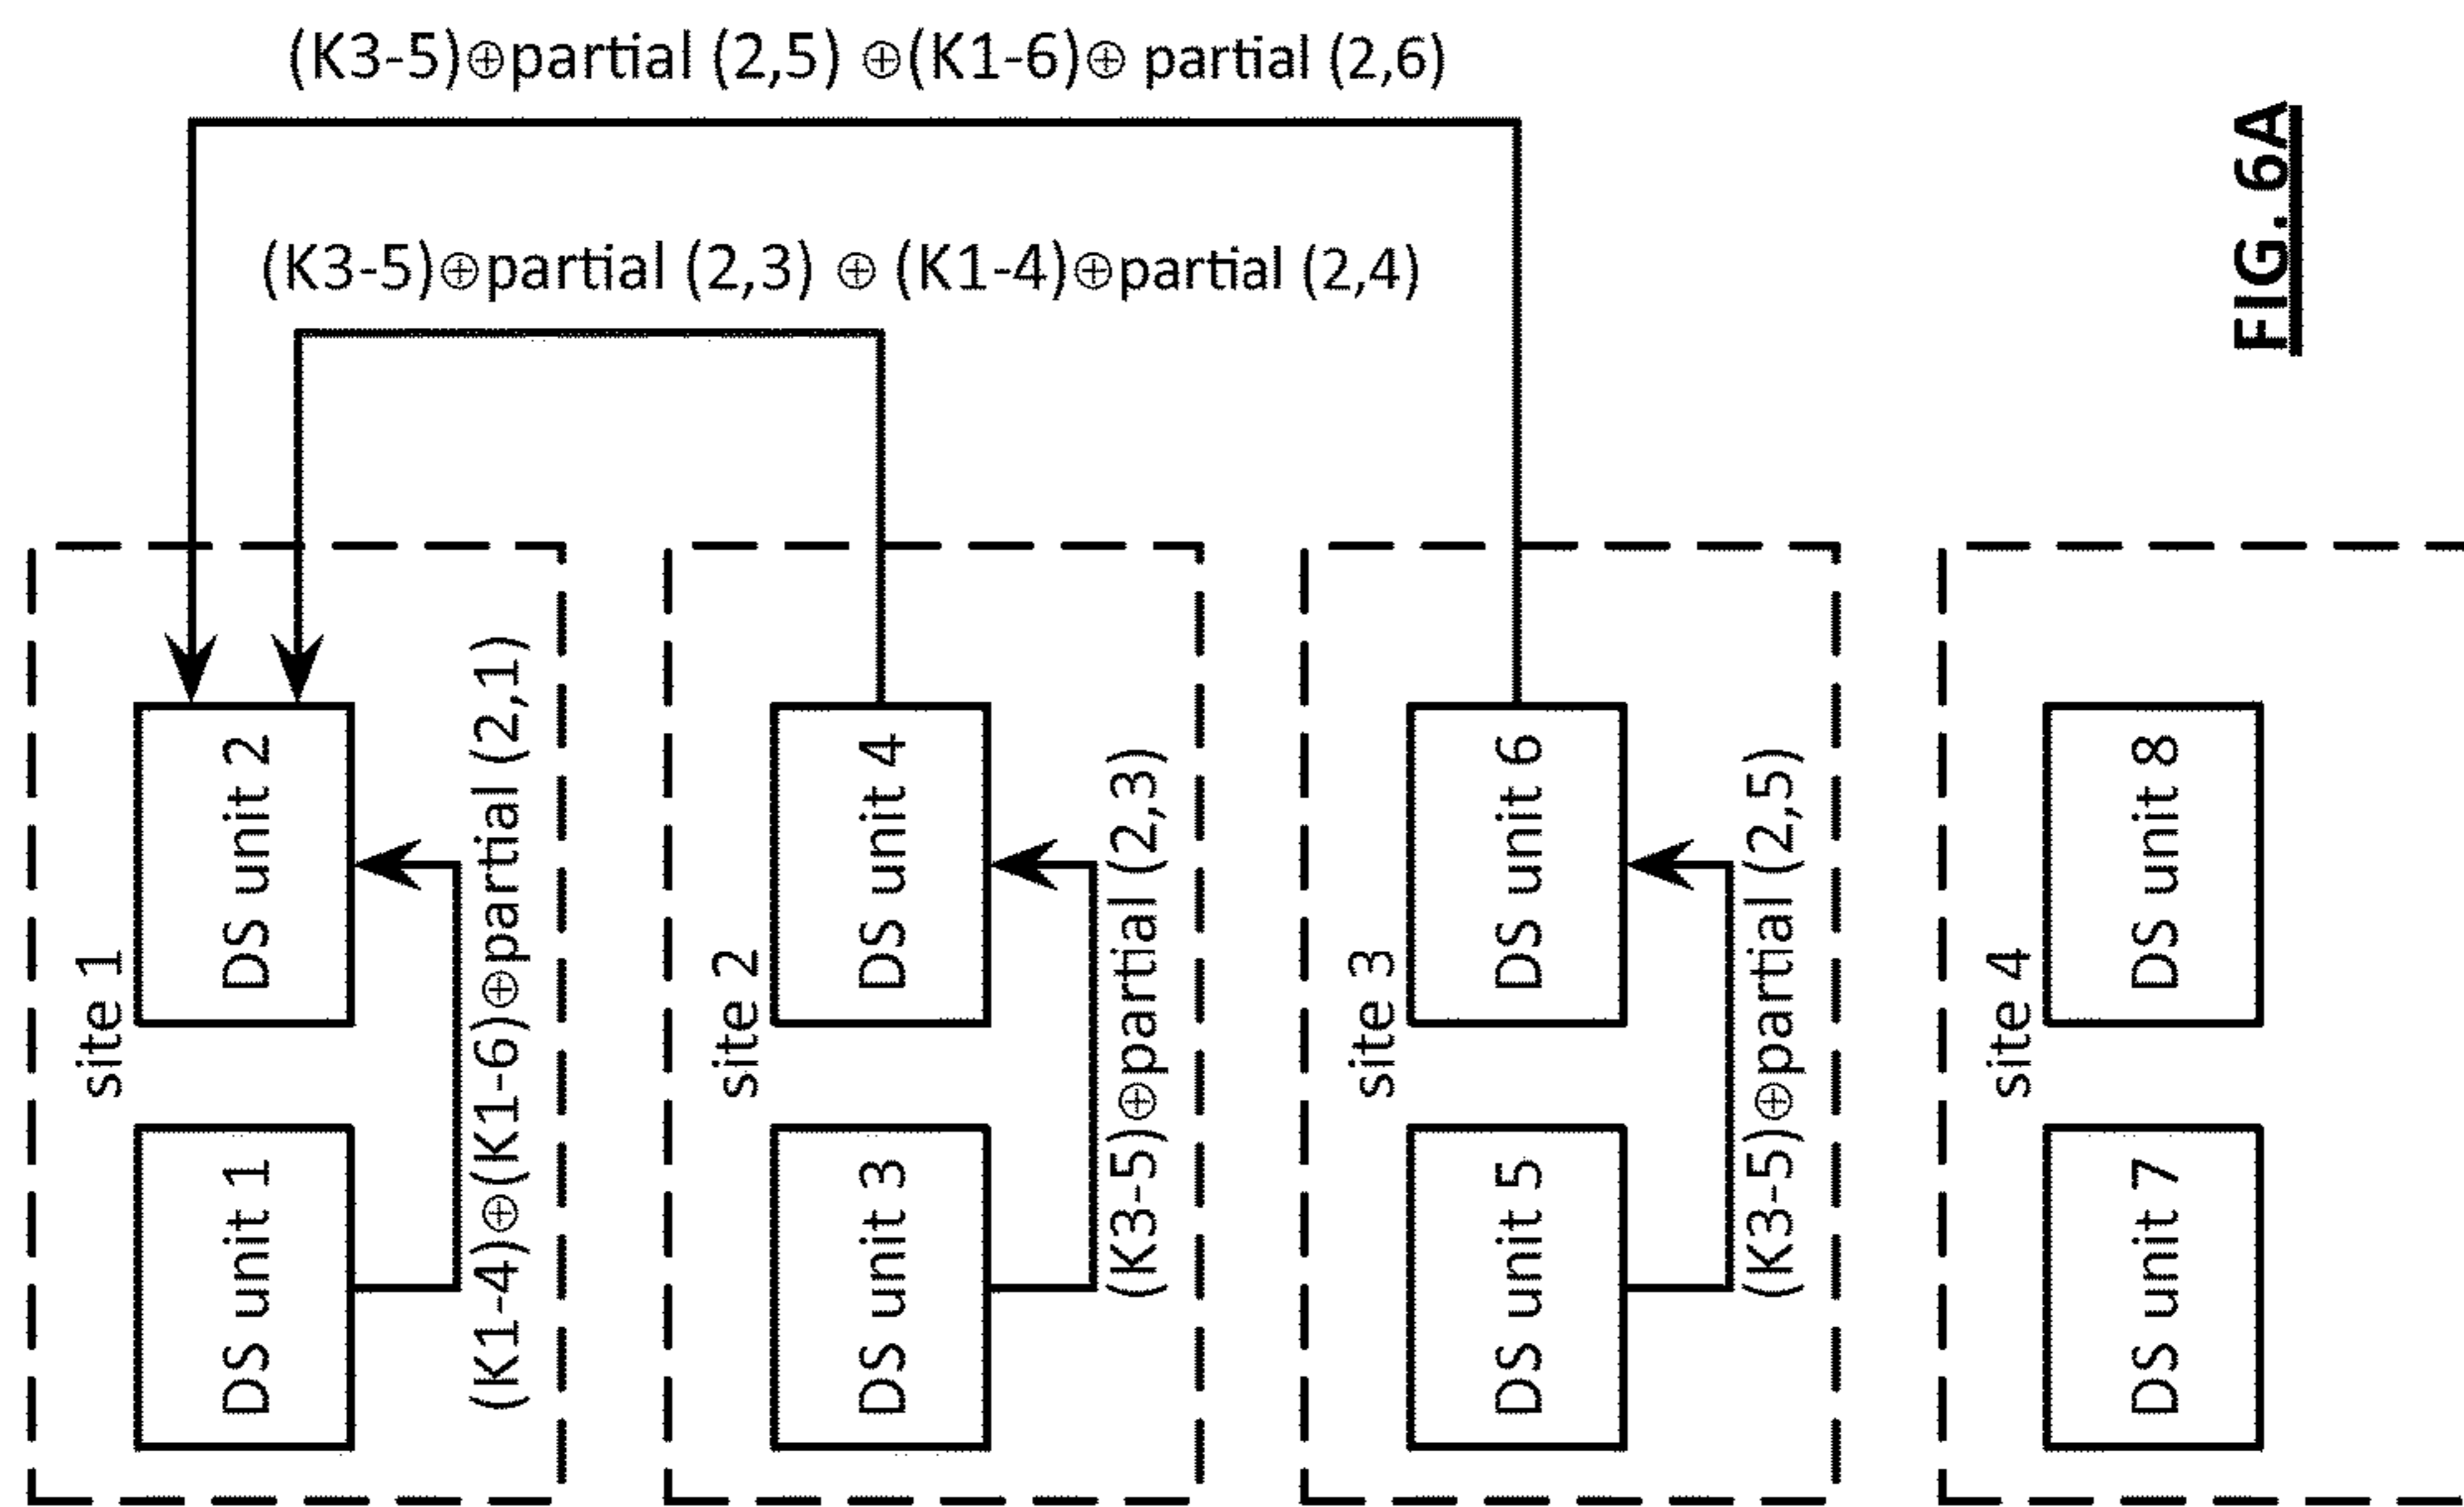 (K3-5)⊕partial (2,5) ⊕(K1-6)⊕ partial (2,6)
(K3-5)⊕partial (2,3) ⊕ (K1-4)⊕partial (2,4)
site 1
DS unit 1
DS unit 2
(K1-4)⊕(K1-6)⊕partial (2,1)
site 2
DS unit 3
DS unit 4
(K3-5)⊕partial (2,3)
site 3
DS unit 5
DS unit 6
(K3-5)⊕partial (2,5)
site 4
DS unit 7
DS unit 8
FIG. 6A